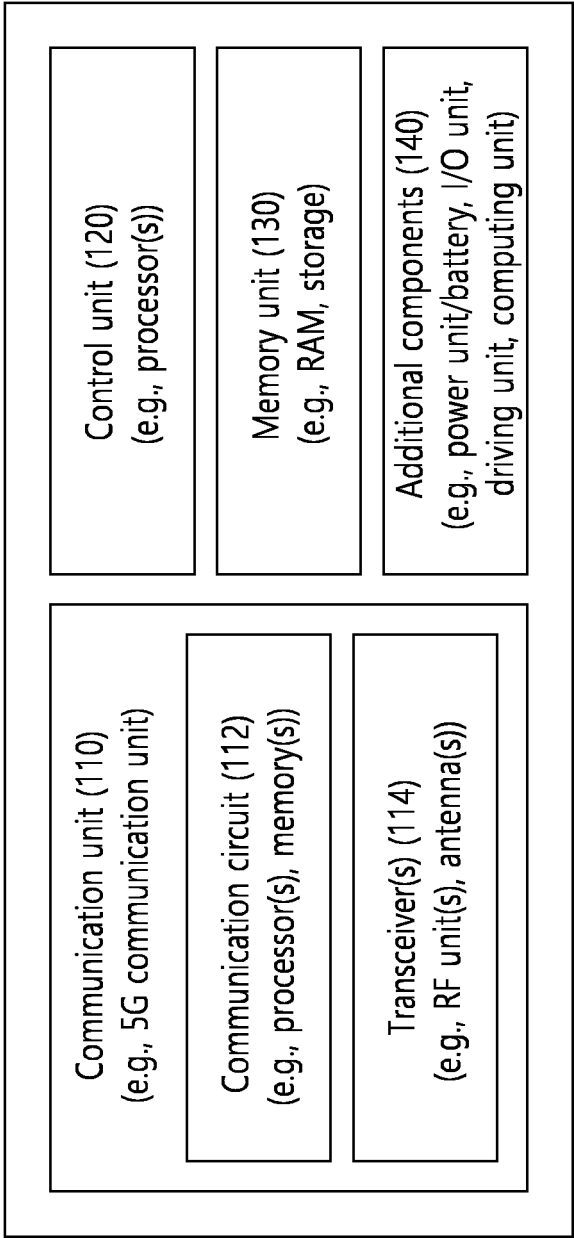 Communication unit (110)
(e.g., 5G communication unit)
Communication circuit (112)
(e.g., processor(s), memory(s))
Transceiver(s) (114)
(e.g., RF unit(s), antenna(s))
Control unit (120)
(e.g., processor(s))
Memory unit (130)
(e.g., RAM, storage)
Additional components (140)
(e.g., power unit/battery, I/O unit,
driving unit, computing unit)